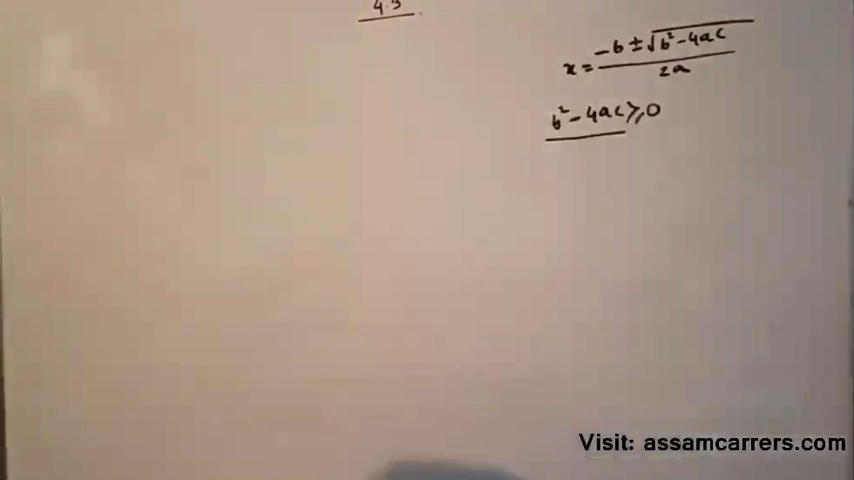 4.3
x = -b ± √b² - 4ac / 2a
b² - 4ac ≥ 0
Visit: assamcarrers.com